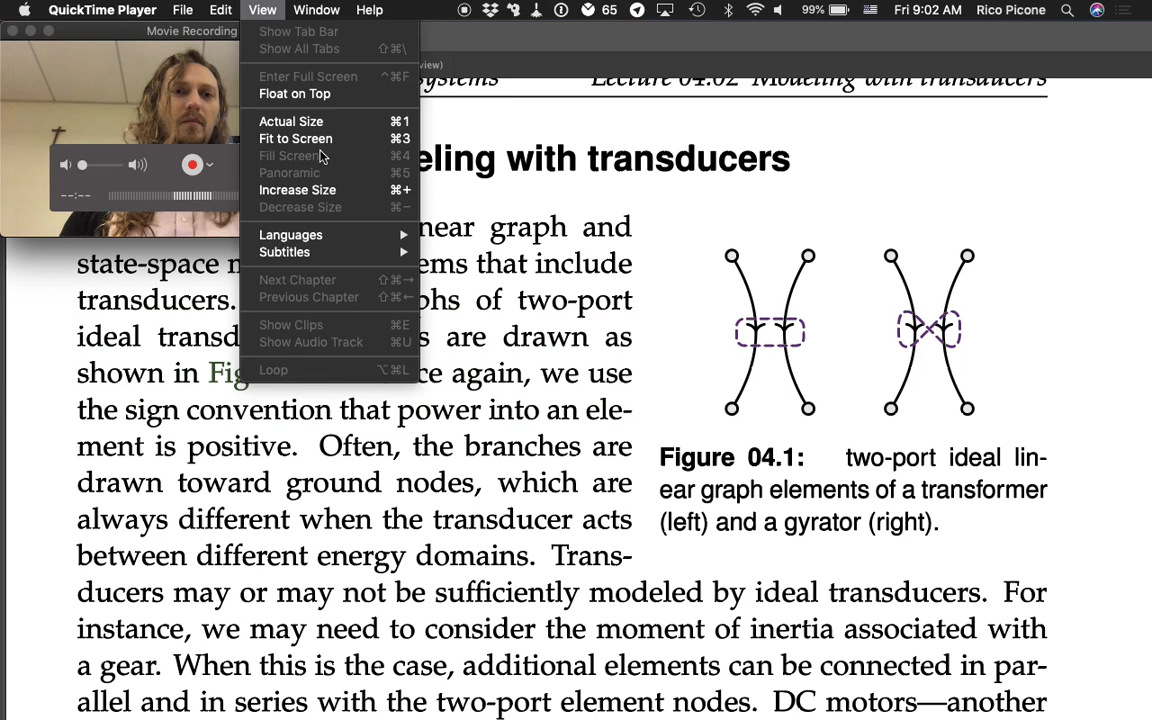 QuickTime Player File Edit View Window Help 65 99% Fri 9:02 AM Rico Picone
Movie Recording
Show Tab Bar
Show All Tabs ⇧⌘\
view)
Enter Full Screen ^⌘F
Float on Top
Actual Size ⌘1
Fit to Screen ⌘3
Fill Screen ⌘4
Panoramic ⌘5
Increase Size ⌘+
Decrease Size ⌘−
Languages
Subtitles
Next Chapter ⇧⌘→
Previous Chapter ⇧⌘←
Show Clips ⌘E
Show Audio Track ⌘U
Loop ⌥⌘L
--:--
systems Lecture 04.02 Modeling with transducers
eling with transducers
near graph and
state-space m ems that include
transducers. phs of two-port
ideal transd s are drawn as
shown in Fig ce again, we use
the sign convention that power into an ele-
ment is positive. Often, the branches are
drawn toward ground nodes, which are
always different when the transducer acts
between different energy domains. Trans-
ducers may or may not be sufficiently modeled by ideal transducers. For
instance, we may need to consider the moment of inertia associated with
a gear. When this is the case, additional elements can be connected in par-
allel and in series with the two-port element nodes. DC motors—another
Figure 04.1: two-port ideal lin-
ear graph elements of a transformer
(left) and a gyrator (right).